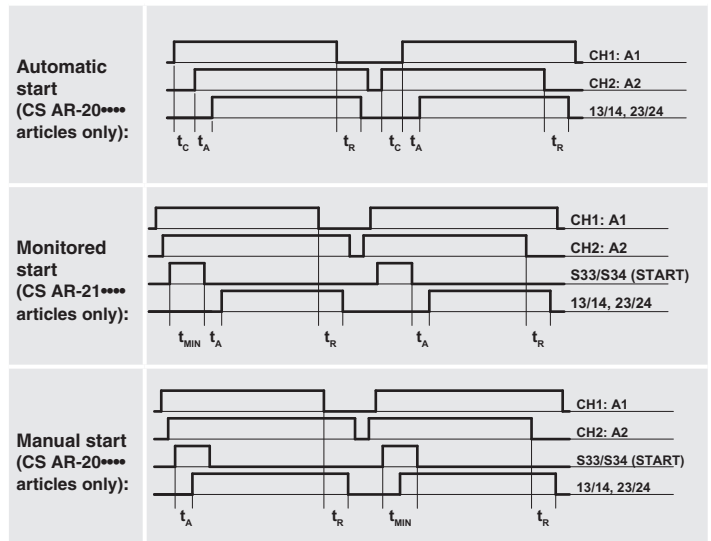 Automatic
start
(CS AR-20••••
articles only):
CH1: A1
CH2: A2
13/14, 23/24
tC tA tR tC tA tR
Monitored
start
(CS AR-21••••
articles only):
CH1: A1
CH2: A2
S33/S34 (START)
13/14, 23/24
tMIN tA tR tA tR
Manual start
(CS AR-20••••
articles only):
CH1: A1
CH2: A2
S33/S34 (START)
13/14, 23/24
tA tR tMIN tR